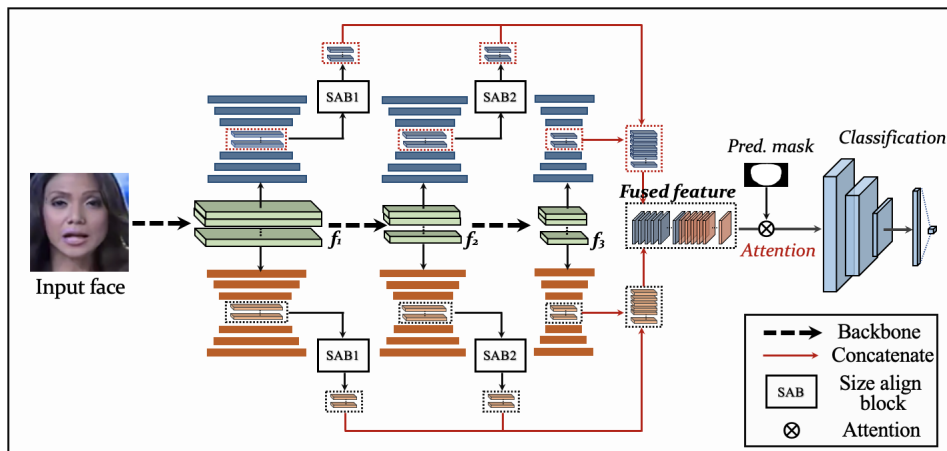 SAB1
SAB2
Pred. mask
Classification
Fused feature
Attention
f₁
f₂
f₃
Input face
SAB1
SAB2
Backbone
Concatenate
SAB
Size align
block
Attention